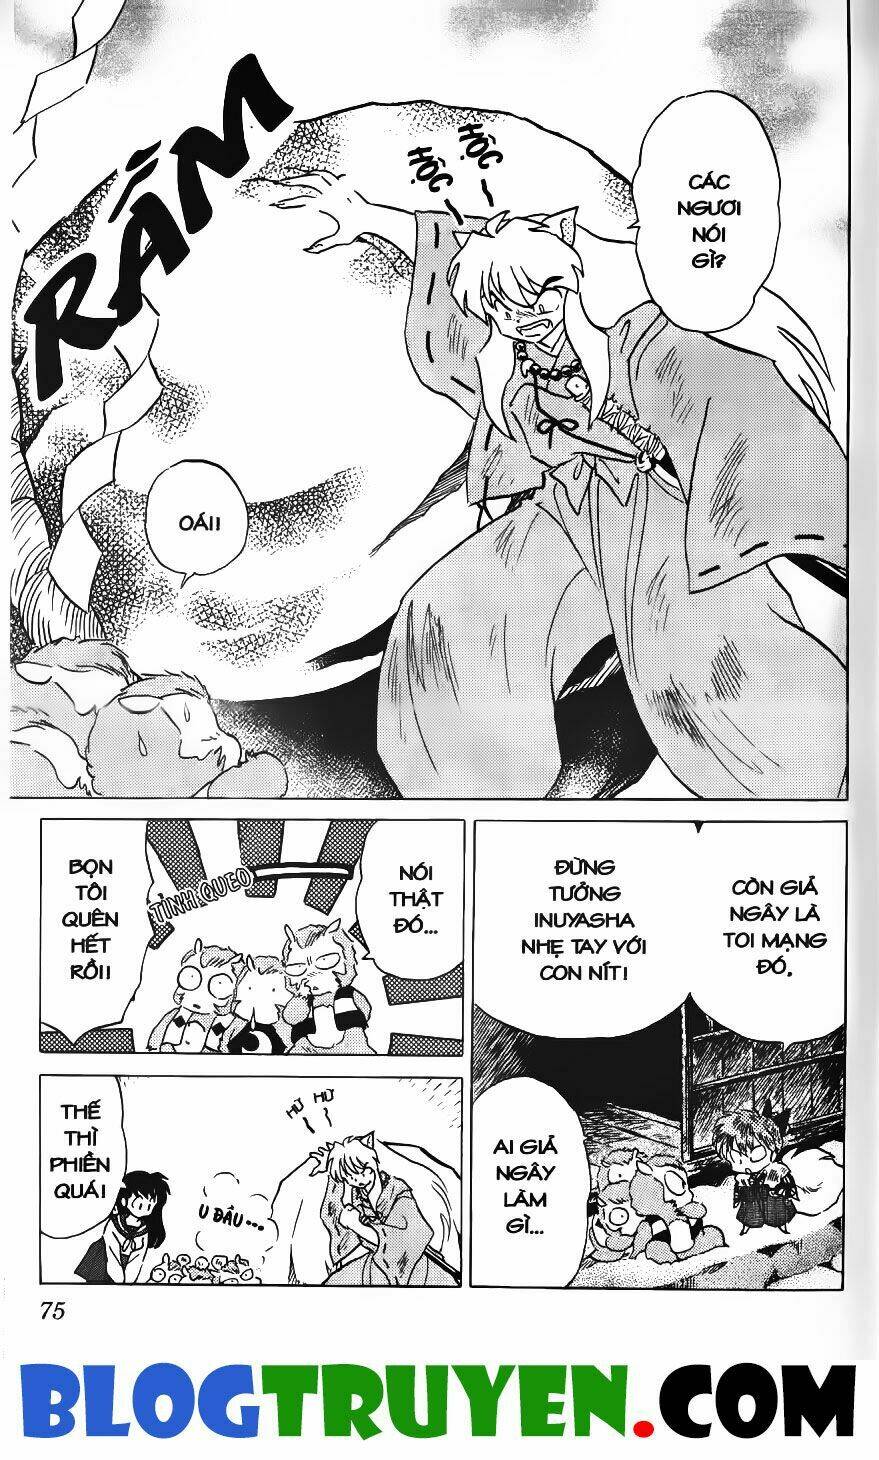 RẦM
HỘC
HỘC
CÁC
NGƯƠI
NÓI
GÌ?
OÁI!
BỌN
TÔI
QUÊN
HẾT
RỒI!
TỈNH QUEO
NÓI
THẬT
ĐÓ...
CÒN GIẢ
NGÂY LÀ
TOI MẠNG
ĐÓ.
ĐỪNG
TƯỞNG
INUYASHA
NHẸ TAY VỚI
CON NÍT!
AI GIẢ
NGÂY
LÀM
GÌ...
THẾ
THÌ
PHIỀN
QUÁ!
U ĐẦU...
HỪ HỪ
75
BLOGTRUYEN.COM